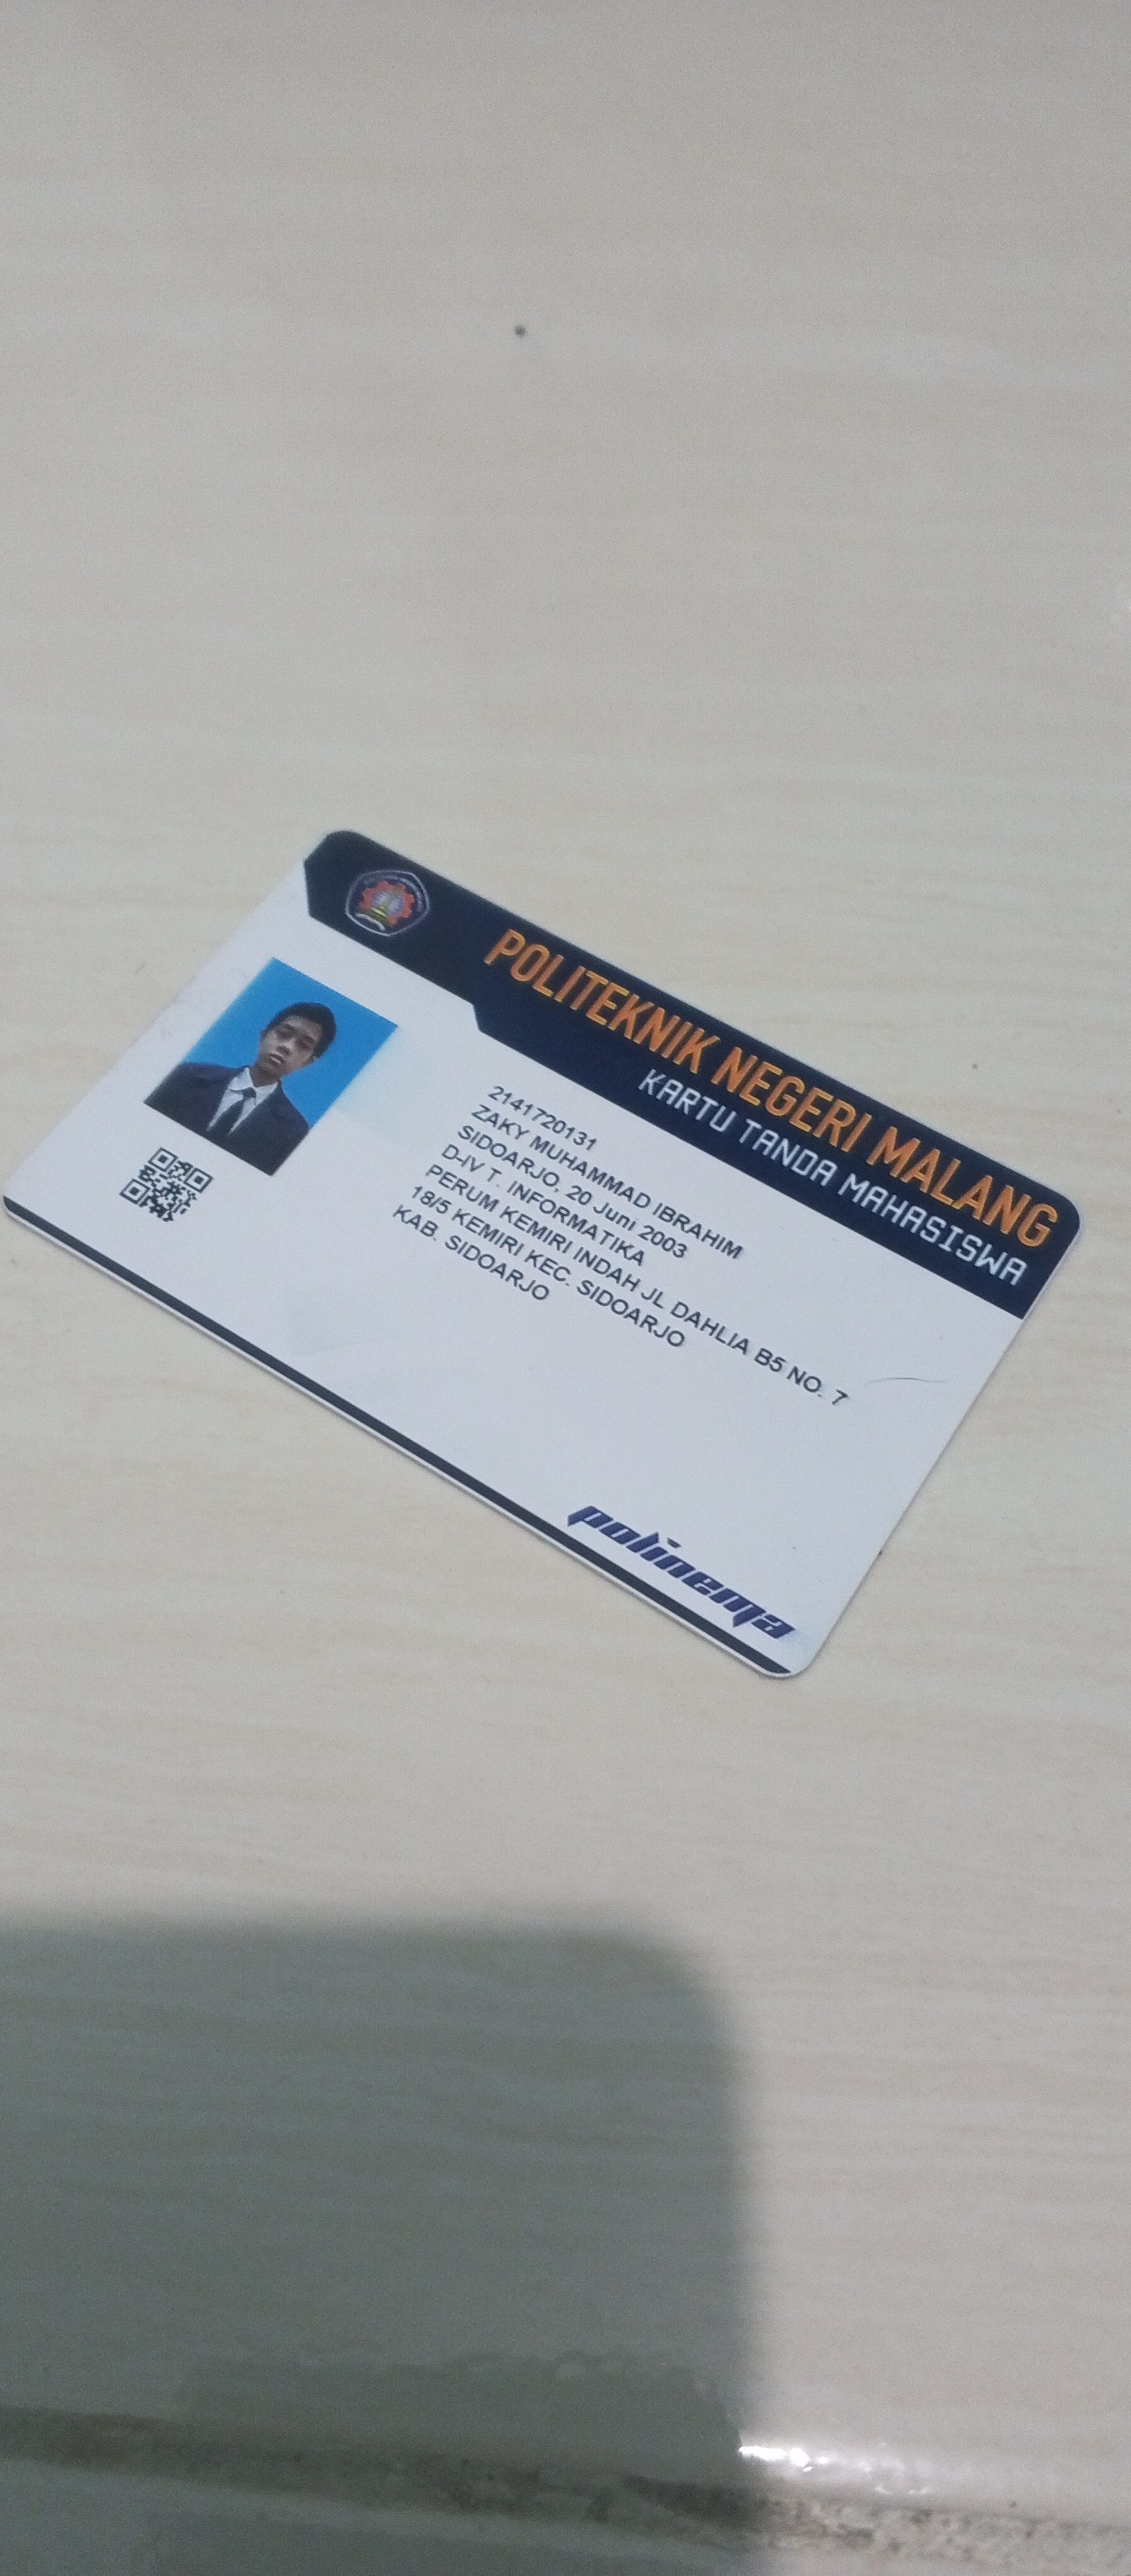 POLITEKNIK NEGERI MALANG
KARTU TANDA MAHASISWA
2141720131
ZAKY MUHAMMAD IBRAHIM
SIDOARJO, 20 Juni 2003
D-IV T. INFORMATIKA
PERUM KEMIRI INDAH JL DAHLIA B5 NO. 7
18/5 KEMIRI KEC. SIDOARJO
KAB. SIDOARJO
polinema